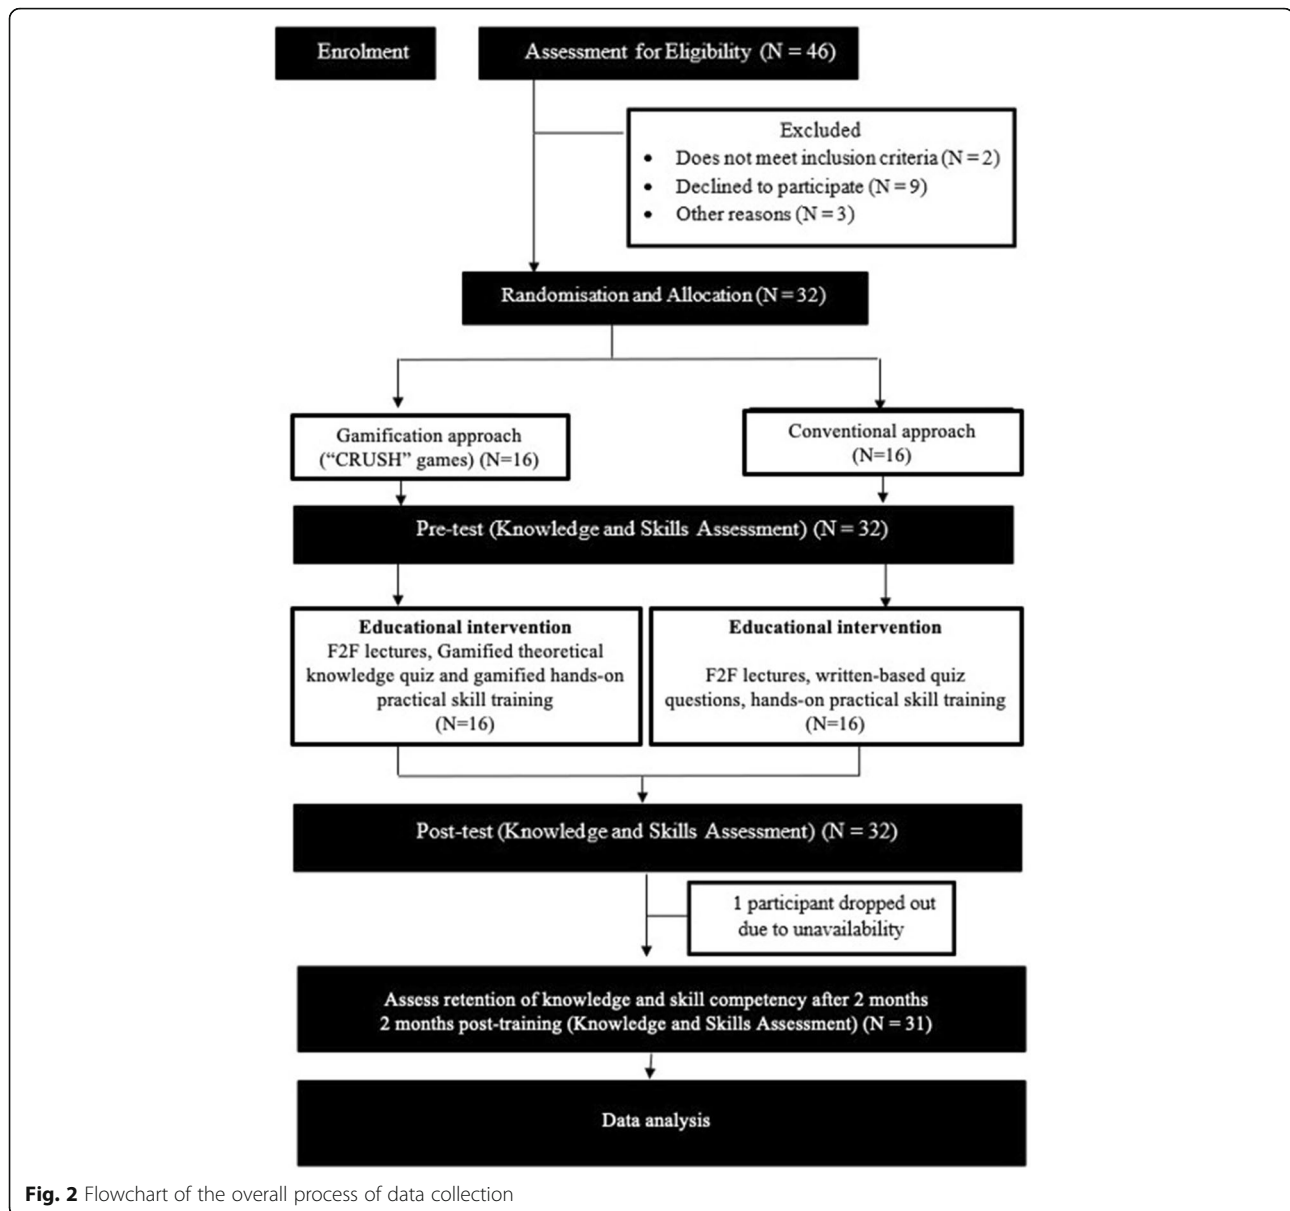 Enrolment
Assessment for Eligibility (N = 46)
Excluded
• Does not meet inclusion criteria (N = 2)
• Declined to participate (N = 9)
• Other reasons (N = 3)
Randomisation and Allocation (N = 32)
Gamification approach
(“CRUSH” games) (N=16)
Conventional approach
(N=16)
Pre-test (Knowledge and Skills Assessment) (N = 32)
Educational intervention
F2F lectures, Gamified theoretical
knowledge quiz and gamified hands-on
practical skill training
(N=16)
Educational intervention
F2F lectures, written-based quiz
questions, hands-on practical skill training
(N=16)
Post-test (Knowledge and Skills Assessment) (N = 32)
1 participant dropped out
due to unavailability
Assess retention of knowledge and skill competency after 2 months
2 months post-training (Knowledge and Skills Assessment) (N = 31)
Data analysis
Fig. 2 Flowchart of the overall process of data collection